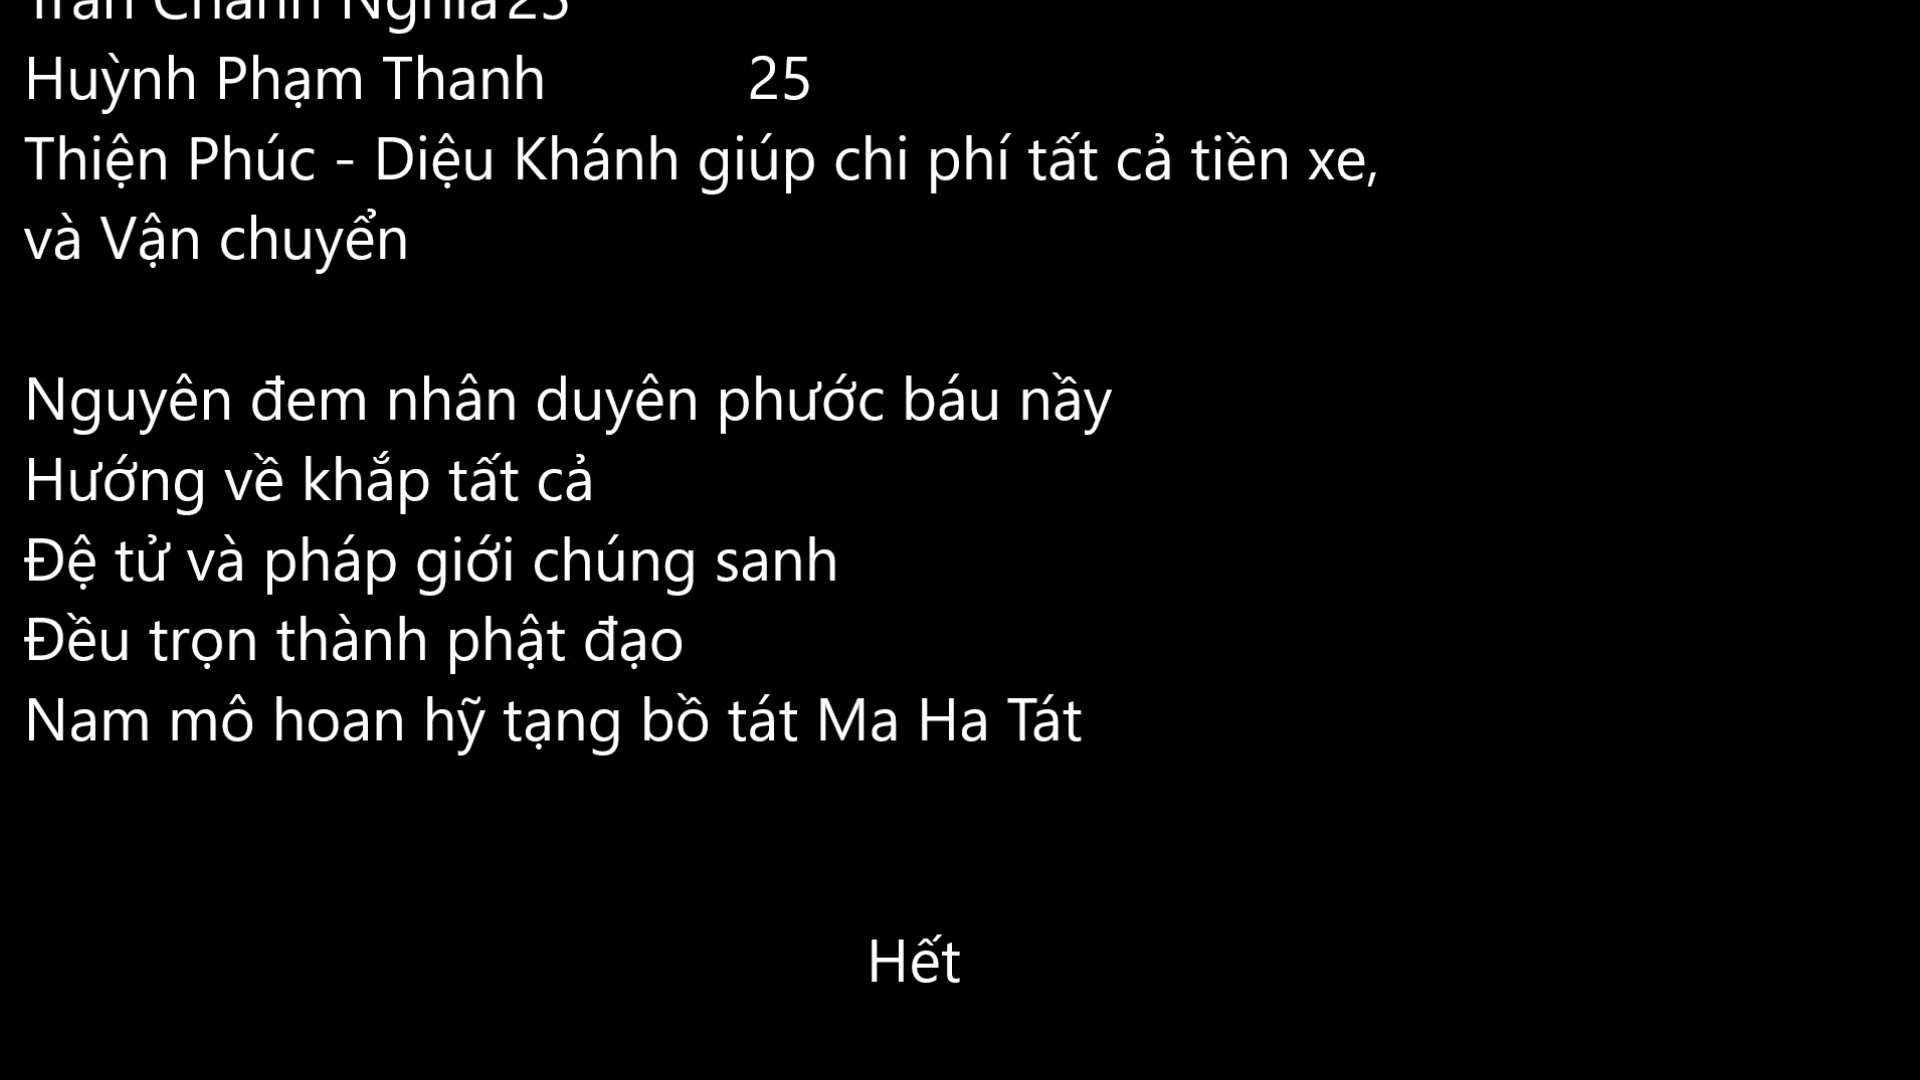 Nghĩa 25
Huỳnh Phạm Thanh 25
Thiện Phúc - Diệu Khánh giúp chi phí tất cả tiền xe,
và Vận chuyển
Nguyên đem nhân duyên phước báu nầy
Hướng về khắp tất cả
Đệ tử và pháp giới chúng sanh
Đều trọn thành phật đạo
Nam mô hoan hỹ tạng bồ tát Ma Ha Tát
Hết